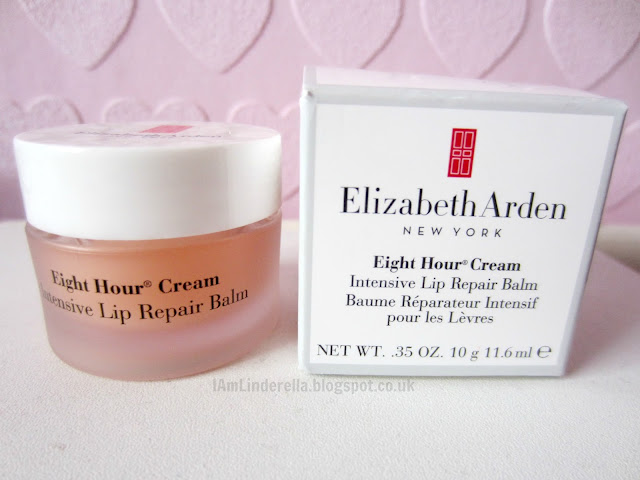 Eight Hour® Cream
Intensive Lip Repair Balm
Elizabeth Arden
NEW YORK
Eight Hour® Cream
Intensive Lip Repair Balm
Baume Réparateur Intensif
pour les Lèvres
NET WT. .35 OZ. 10 g 11.6 ml ℮
IAmLinderella.blogspot.co.uk